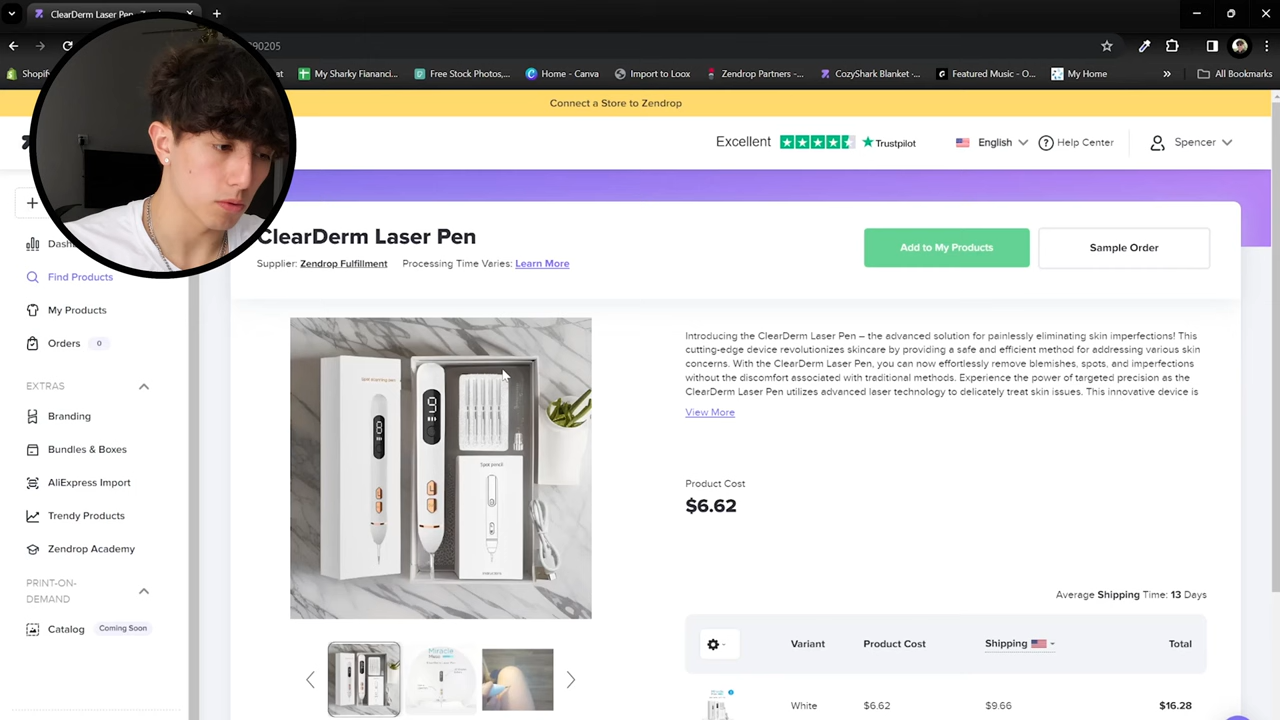 ClearDerm Laser Pen - Zendrop
90205
Shopif
My Sharky Fianancia...
Free Stock Photos,...
Home - Canva
Import to Loox
Zendrop Partners -...
CozyShark Blanket -...
Featured Music - O...
My Home
All Bookmarks
Connect a Store to Zendrop
Excellent
Trustpilot
English
Help Center
Spencer
ClearDerm Laser Pen
Add to My Products
Sample Order
Supplier: Zendrop Fulfillment Processing Time Varies: Learn More
Dash
Find Products
My Products
Orders 0
EXTRAS
Branding
Bundles & Boxes
AliExpress Import
Trendy Products
Zendrop Academy
PRINT-ON-
DEMAND
Catalog Coming Soon
Spot pencil
Introducing the ClearDerm Laser Pen – the advanced solution for painlessly eliminating skin imperfections! This
cutting-edge device revolutionizes skincare by providing a safe and efficient method for addressing various skin
concerns. With the ClearDerm Laser Pen, you can now effortlessly remove blemishes, spots, and imperfections
without the discomfort associated with traditional methods. Experience the power of targeted precision as the
ClearDerm Laser Pen utilizes advanced laser technology to delicately treat skin issues. This innovative device is
View More
Product Cost
$6.62
Average Shipping Time: 13 Days
Variant Product Cost Shipping Total
White $6.62 $9.66 $16.28